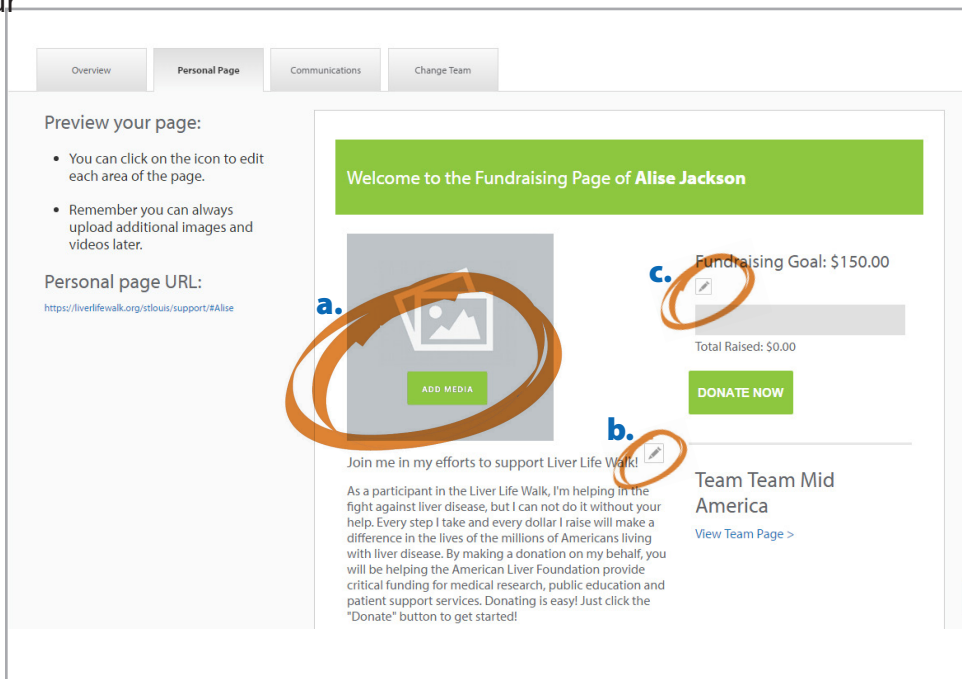 ur
Overview
Personal Page
Communications
Change Team
Preview your page:
• You can click on the icon to edit
each area of the page.
• Remember you can always
upload additional images and
videos later.
Personal page URL:
https://liverlifewalk.org/stlouis/support/#Alise
Welcome to the Fundraising Page of Alise Jackson
a.
ADD MEDIA
b.
Join me in my efforts to support Liver Life Walk!
As a participant in the Liver Life Walk, I'm helping in the
fight against liver disease, but I can not do it without your
help. Every step I take and every dollar I raise will make a
difference in the lives of the millions of Americans living
with liver disease. By making a donation on my behalf, you
will be helping the American Liver Foundation provide
critical funding for medical research, public education and
patient support services. Donating is easy! Just click the
"Donate" button to get started!
c.
Fundraising Goal: $150.00
Total Raised: $0.00
DONATE NOW
Team Team Mid
America
View Team Page >